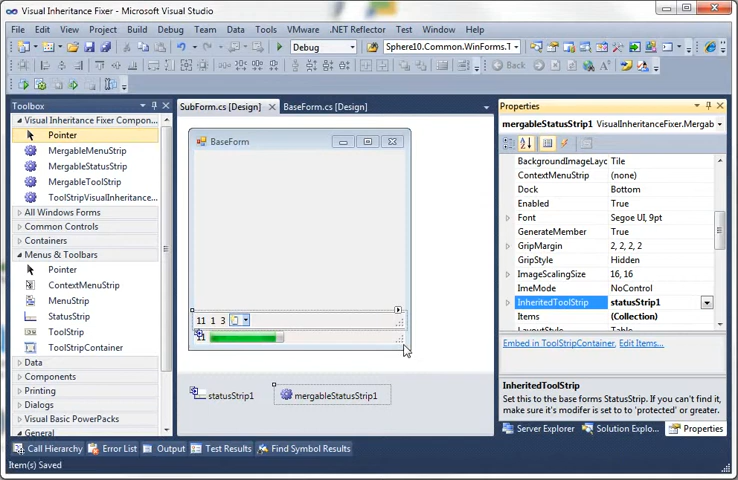 Visual Inheritance Fixer - Microsoft Visual Studio
File Edit View Project Build Debug Team Data Tools VMware .NET Reflector Test Window Help
Debug Sphere10.Common.WinForms.T
Back
Toolbox
Visual Inheritance Fixer Compon...
Pointer
MergableMenuStrip
MergableStatusStrip
MergableToolStrip
ToolStripVisualInheritance...
All Windows Forms
Common Controls
Containers
Menus & Toolbars
Pointer
ContextMenuStrip
MenuStrip
StatusStrip
ToolStrip
ToolStripContainer
Data
Components
Printing
Dialogs
Visual Basic PowerPacks
General
SubForm.cs [Design] BaseForm.cs [Design]
BaseForm
11 1 3
11
statusStrip1 mergableStatusStrip1
Properties
mergableStatusStrip1 VisualInheritanceFixer.Mergab
BackgroundImageLayc Tile
ContextMenuStrip (none)
Dock Bottom
Enabled True
Font Segoe UI, 9pt
GenerateMember True
GripMargin 2, 2, 2, 2
GripStyle Hidden
ImageScalingSize 16, 16
ImeMode NoControl
InheritedToolStrip statusStrip1
Items (Collection)
LayoutStyle Table
Embed in ToolStripContainer, Edit Items...
InheritedToolStrip
Set this to the base forms StatusStrip. If you can't find it,
make sure it's modifer is set to 'protected' or greater.
Server Explorer Solution Explo... Properties
Call Hierarchy Error List Output Test Results Find Symbol Results
Item(s) Saved